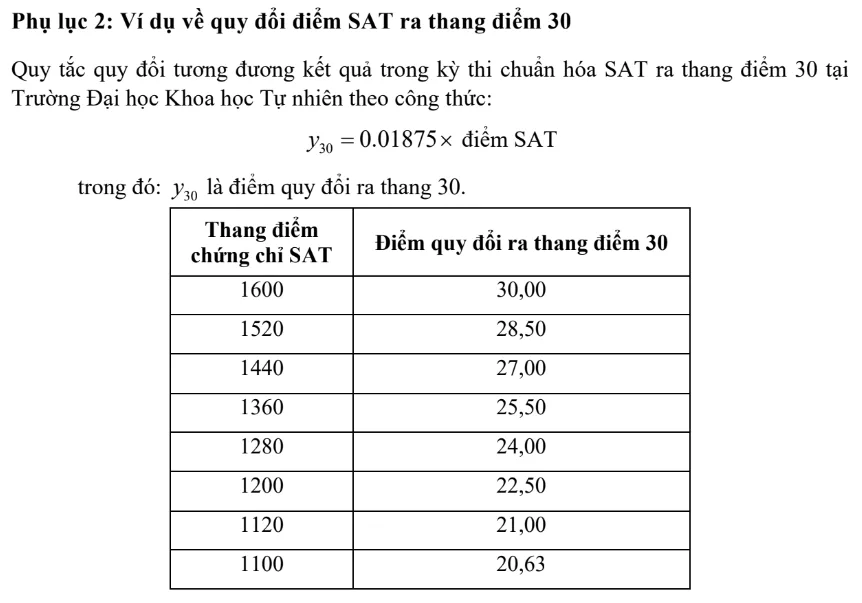 Phụ lục 2: Ví dụ về quy đổi điểm SAT ra thang điểm 30
Quy tắc quy đổi tương đương kết quả trong kỳ thi chuẩn hóa SAT ra thang điểm 30 tại
Trường Đại học Khoa học Tự nhiên theo công thức:
y₃₀ = 0.01875× điểm SAT
trong đó: y₃₀ là điểm quy đổi ra thang 30.
Thang điểm
chứng chỉ SAT
Điểm quy đổi ra thang điểm 30
1600 30,00
1520 28,50
1440 27,00
1360 25,50
1280 24,00
1200 22,50
1120 21,00
1100 20,63